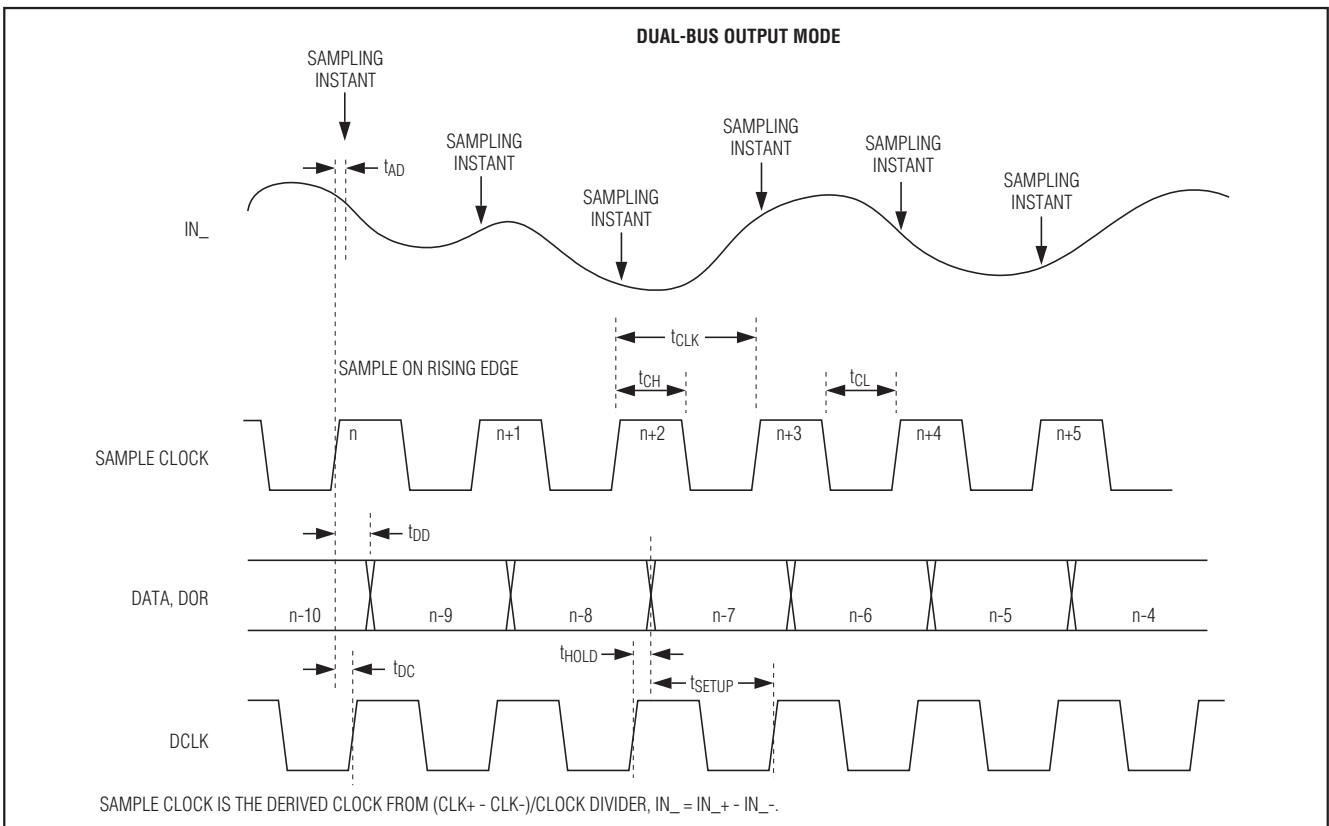 DUAL-BUS OUTPUT MODE
SAMPLING
INSTANT
SAMPLING
INSTANT
SAMPLING
INSTANT
SAMPLING
INSTANT
SAMPLING
INSTANT
SAMPLING
INSTANT
tAD
IN_
tCLK
SAMPLE ON RISING EDGE
tCH
tCL
SAMPLE CLOCK
n
n+1
n+2
n+3
n+4
n+5
tDD
DATA, DOR
n-10
n-9
n-8
n-7
n-6
n-5
n-4
tHOLD
tDC
tSETUP
DCLK
SAMPLE CLOCK IS THE DERIVED CLOCK FROM (CLK+ - CLK-)/CLOCK DIVIDER, IN_ = IN_+ - IN_-.